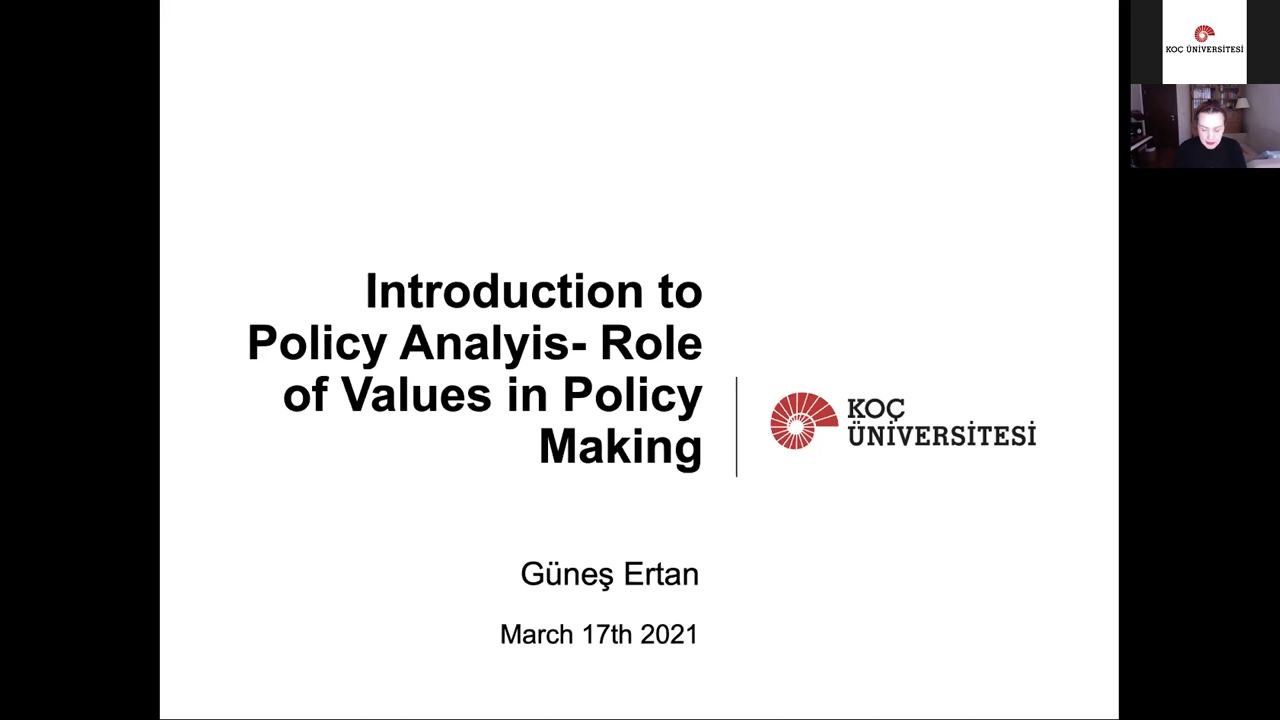 Introduction to
Policy Analyis- Role
of Values in Policy
Making
KOÇ
ÜNİVERSİTESİ
Güneş Ertan
March 17th 2021
KOÇ ÜNİVERSİTESİ